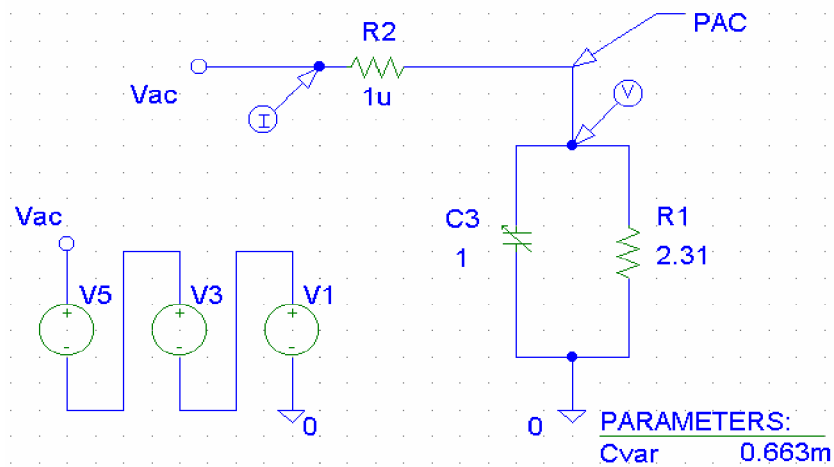 R2
PAC
Vac
1u
I
V
Vac
C3
R1
1
2.31
V5
V3
V1
0
0
PARAMETERS:
Cvar 0.663m